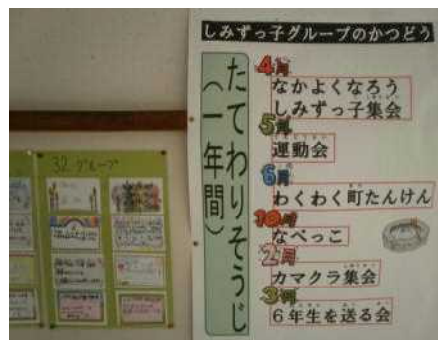 しみずっ子グループのかつどう
たてわりそうじ
(一年間)
4月
なかよくなろう
しみずっ子集会
5月
運動会
6月
わくわく町たんけん
10月
なべっこ
2月
カマクラ集会
3月
6年生を送る会
32グループ